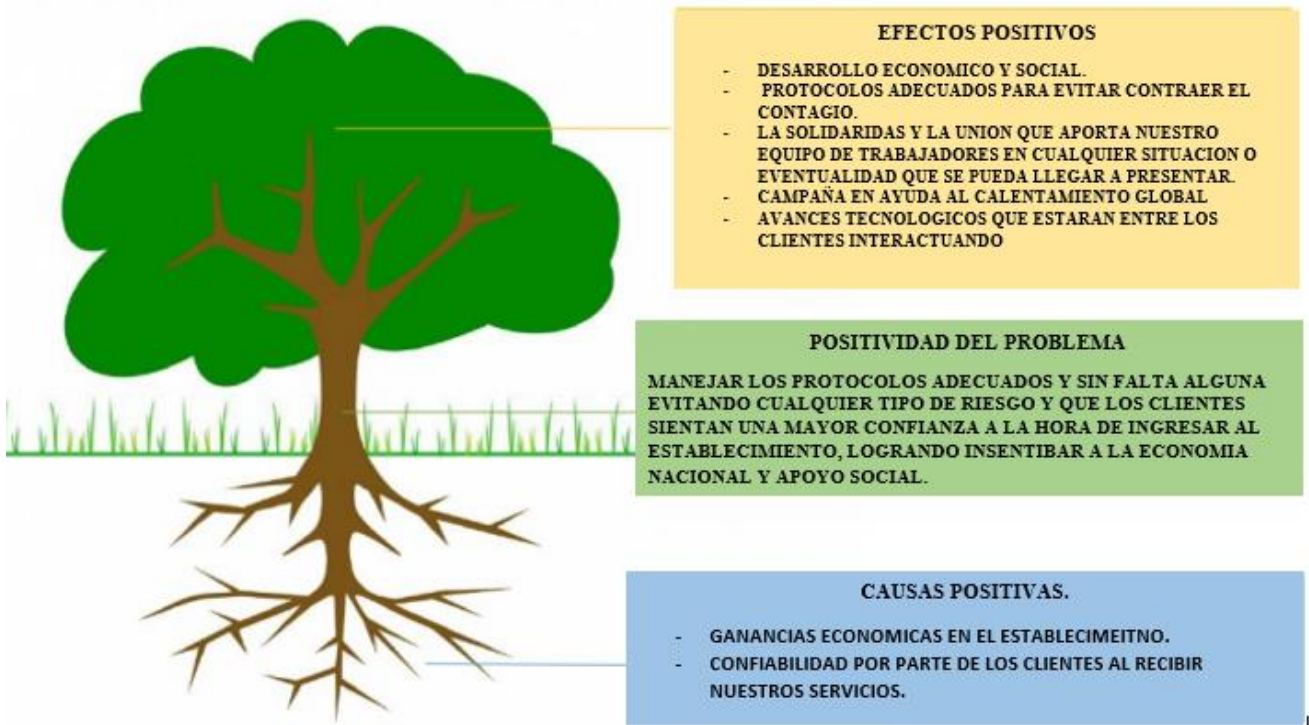 EFECTOS POSITIVOS
- DESARROLLO ECONOMICO Y SOCIAL.
- PROTOCOLOS ADECUADOS PARA EVITAR CONTRAER EL
CONTAGIO.
- LA SOLIDARIDAS Y LA UNION QUE APORTA NUESTRO
EQUIPO DE TRABAJADORES EN CUALQUIER SITUACION O
EVENTUALIDAD QUE SE PUEDA LLEGAR A PRESENTAR.
- CAMPAÑA EN AYUDA AL CALENTAMIENTO GLOBAL
- AVANCES TECNOLOGICOS QUE ESTARAN ENTRE LOS
CLIENTES INTERACTUANDO
POSITIVIDAD DEL PROBLEMA
MANEJAR LOS PROTOCOLOS ADECUADOS Y SIN FALTA ALGUNA
EVITANDO CUALQUIER TIPO DE RIESGO Y QUE LOS CLIENTES
SIENTAN UNA MAYOR CONFIANZA A LA HORA DE INGRESAR AL
ESTABLECIMIENTO, LOGRANDO INSENTIBAR A LA ECONOMIA
NACIONAL Y APOYO SOCIAL.
CAUSAS POSITIVAS.
- GANANCIAS ECONOMICAS EN EL ESTABLECIMEITNO.
- CONFIABILIDAD POR PARTE DE LOS CLIENTES AL RECIBIR
NUESTROS SERVICIOS.